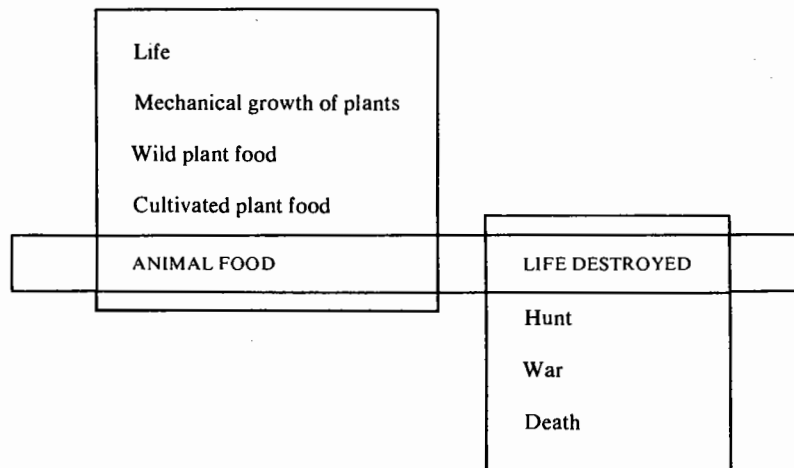 Life
Mechanical growth of plants
Wild plant food
Cultivated plant food
ANIMAL FOOD
LIFE DESTROYED
Hunt
War
Death